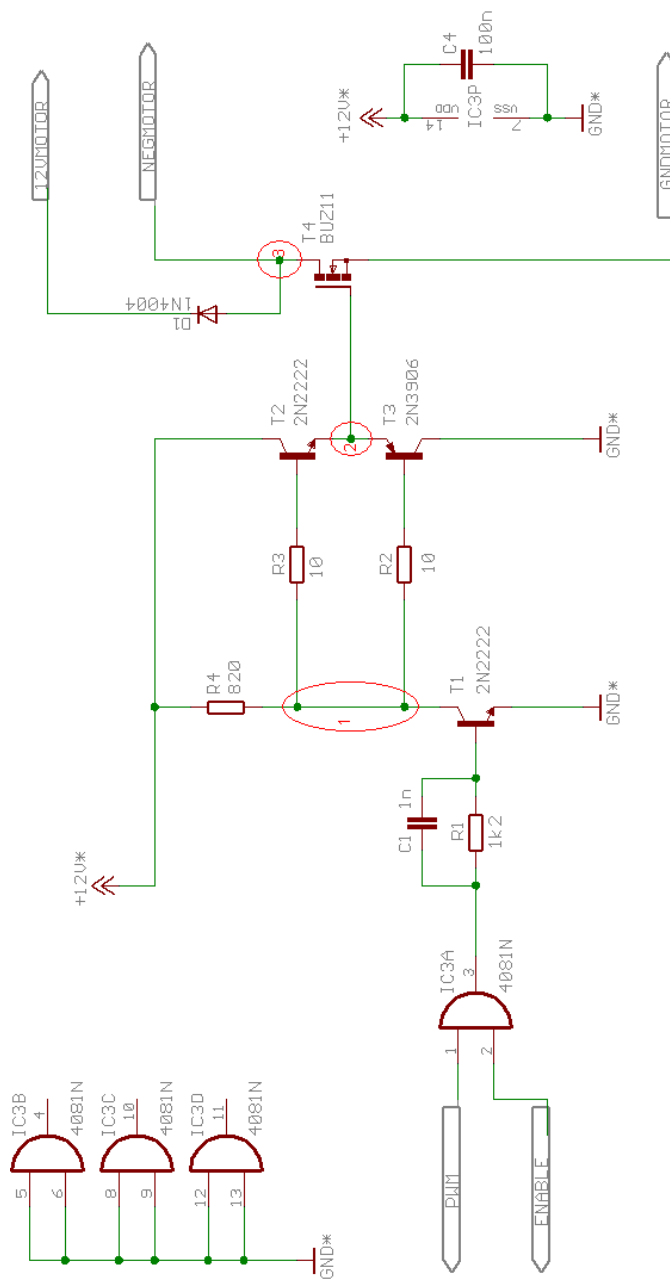 12VMOTOR
NEGMOTOR
+12V*
C4
100n
14
VDD
IC3P
VSS
7
GND*
GNDMOTOR
D1
1N4004
3
T4
BUZ11
T2
2N2222
2
T3
2N3906
GND*
R3
10
R2
10
R4
820
1
T1
2N2222
GND*
+12V*
C1
1n
R1
1k2
IC3A
1
2
3
4081N
PWM
ENABLE
IC3B
5
6
4
4081N
IC3C
8
9
10
4081N
IC3D
12
13
11
4081N
GND*